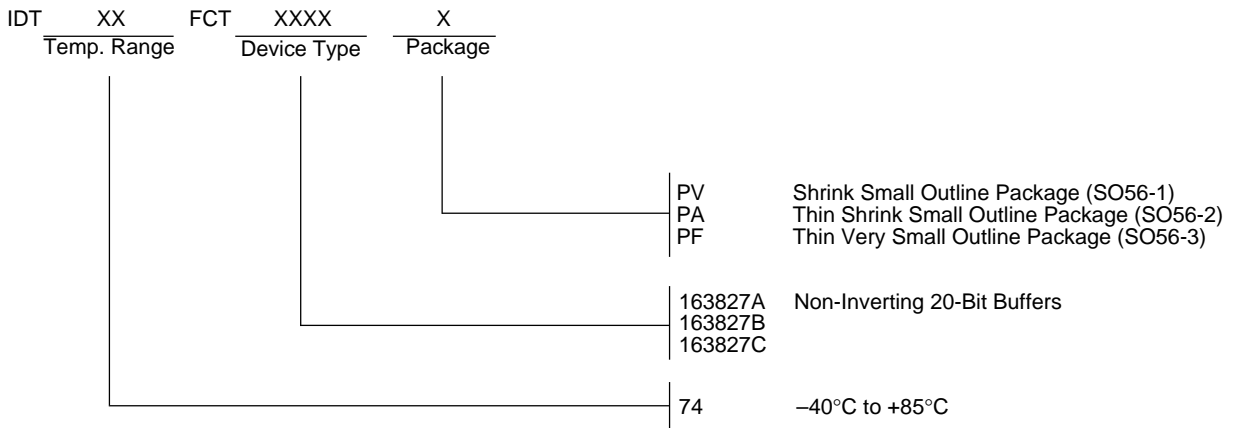 IDT XX FCT XXXX X
Temp. Range Device Type Package
PV Shrink Small Outline Package (SO56-1)
PA Thin Shrink Small Outline Package (SO56-2)
PF Thin Very Small Outline Package (SO56-3)
163827A Non-Inverting 20-Bit Buffers
163827B
163827C
74 –40°C to +85°C